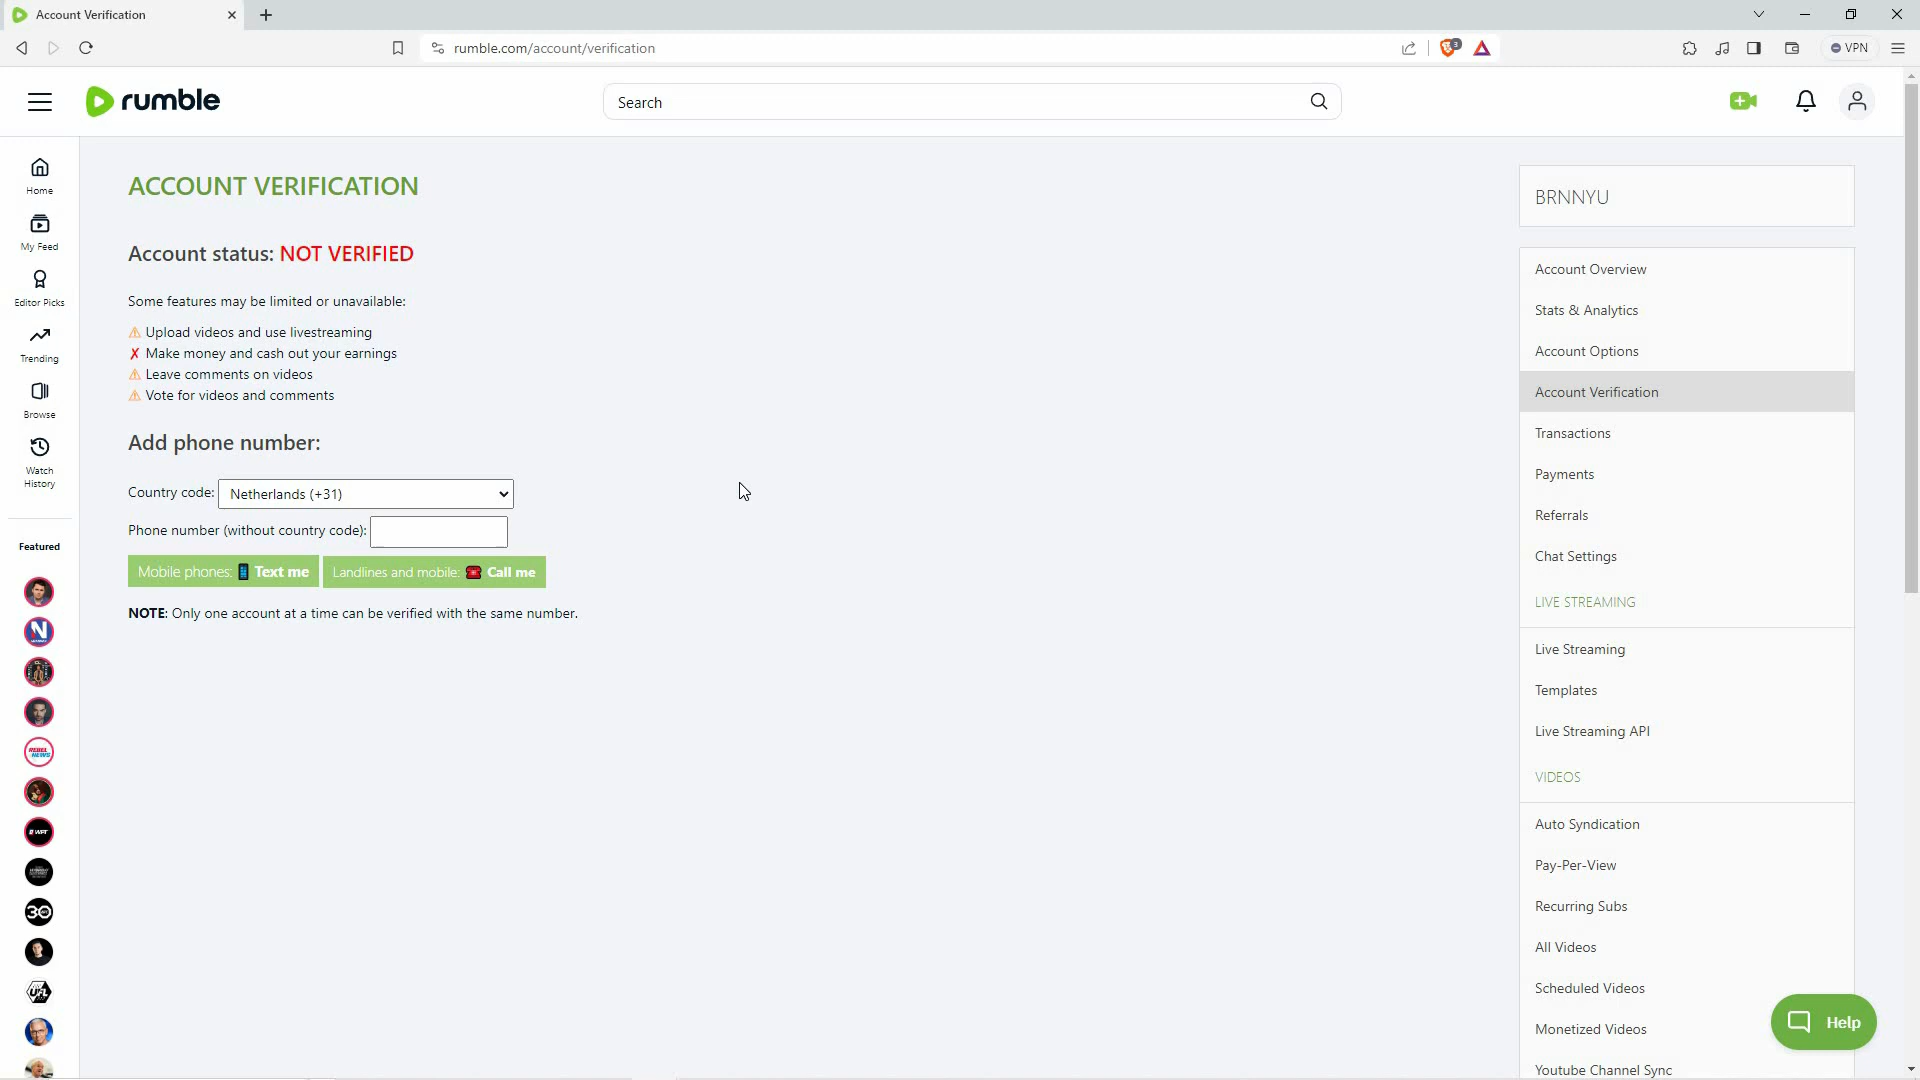 Account Verification
rumble.com/account/verification
3
VPN
rumble
Search
Home
My Feed
Editor Picks
Trending
Browse
Watch
History
Featured
REBEL
NEWS
WPT
30
UFL
ACCOUNT VERIFICATION
Account status: NOT VERIFIED
Some features may be limited or unavailable:
⚠ Upload videos and use livestreaming
✗ Make money and cash out your earnings
⚠ Leave comments on videos
⚠ Vote for videos and comments
Add phone number:
Country code: Netherlands (+31)
Phone number (without country code):
Mobile phones: 📱 Text me
Landlines and mobile: ☎ Call me
NOTE: Only one account at a time can be verified with the same number.
BRNNYU
Account Overview
Stats & Analytics
Account Options
Account Verification
Transactions
Payments
Referrals
Chat Settings
LIVE STREAMING
Live Streaming
Templates
Live Streaming API
VIDEOS
Auto Syndication
Pay-Per-View
Recurring Subs
All Videos
Scheduled Videos
Monetized Videos
Youtube Channel Sync
Help